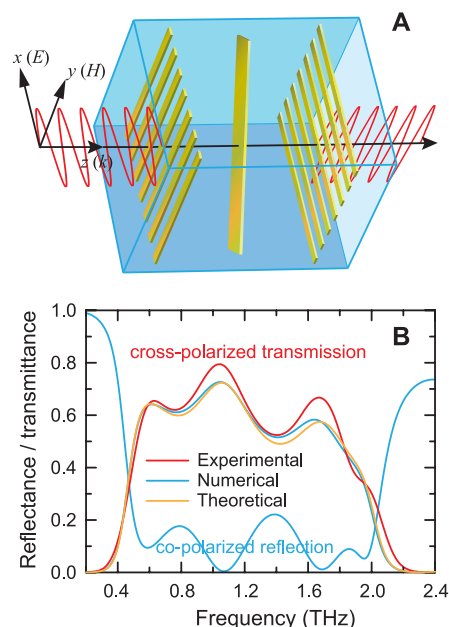 A
x (E)
y (H)
z (k)
B
1.0
0.8
0.6
0.4
0.2
0.0
Reflectance / transmittance
cross-polarized transmission
Experimental
Numerical
Theoretical
co-polarized reflection
0.4 0.8 1.2 1.6 2.0 2.4
Frequency (THz)